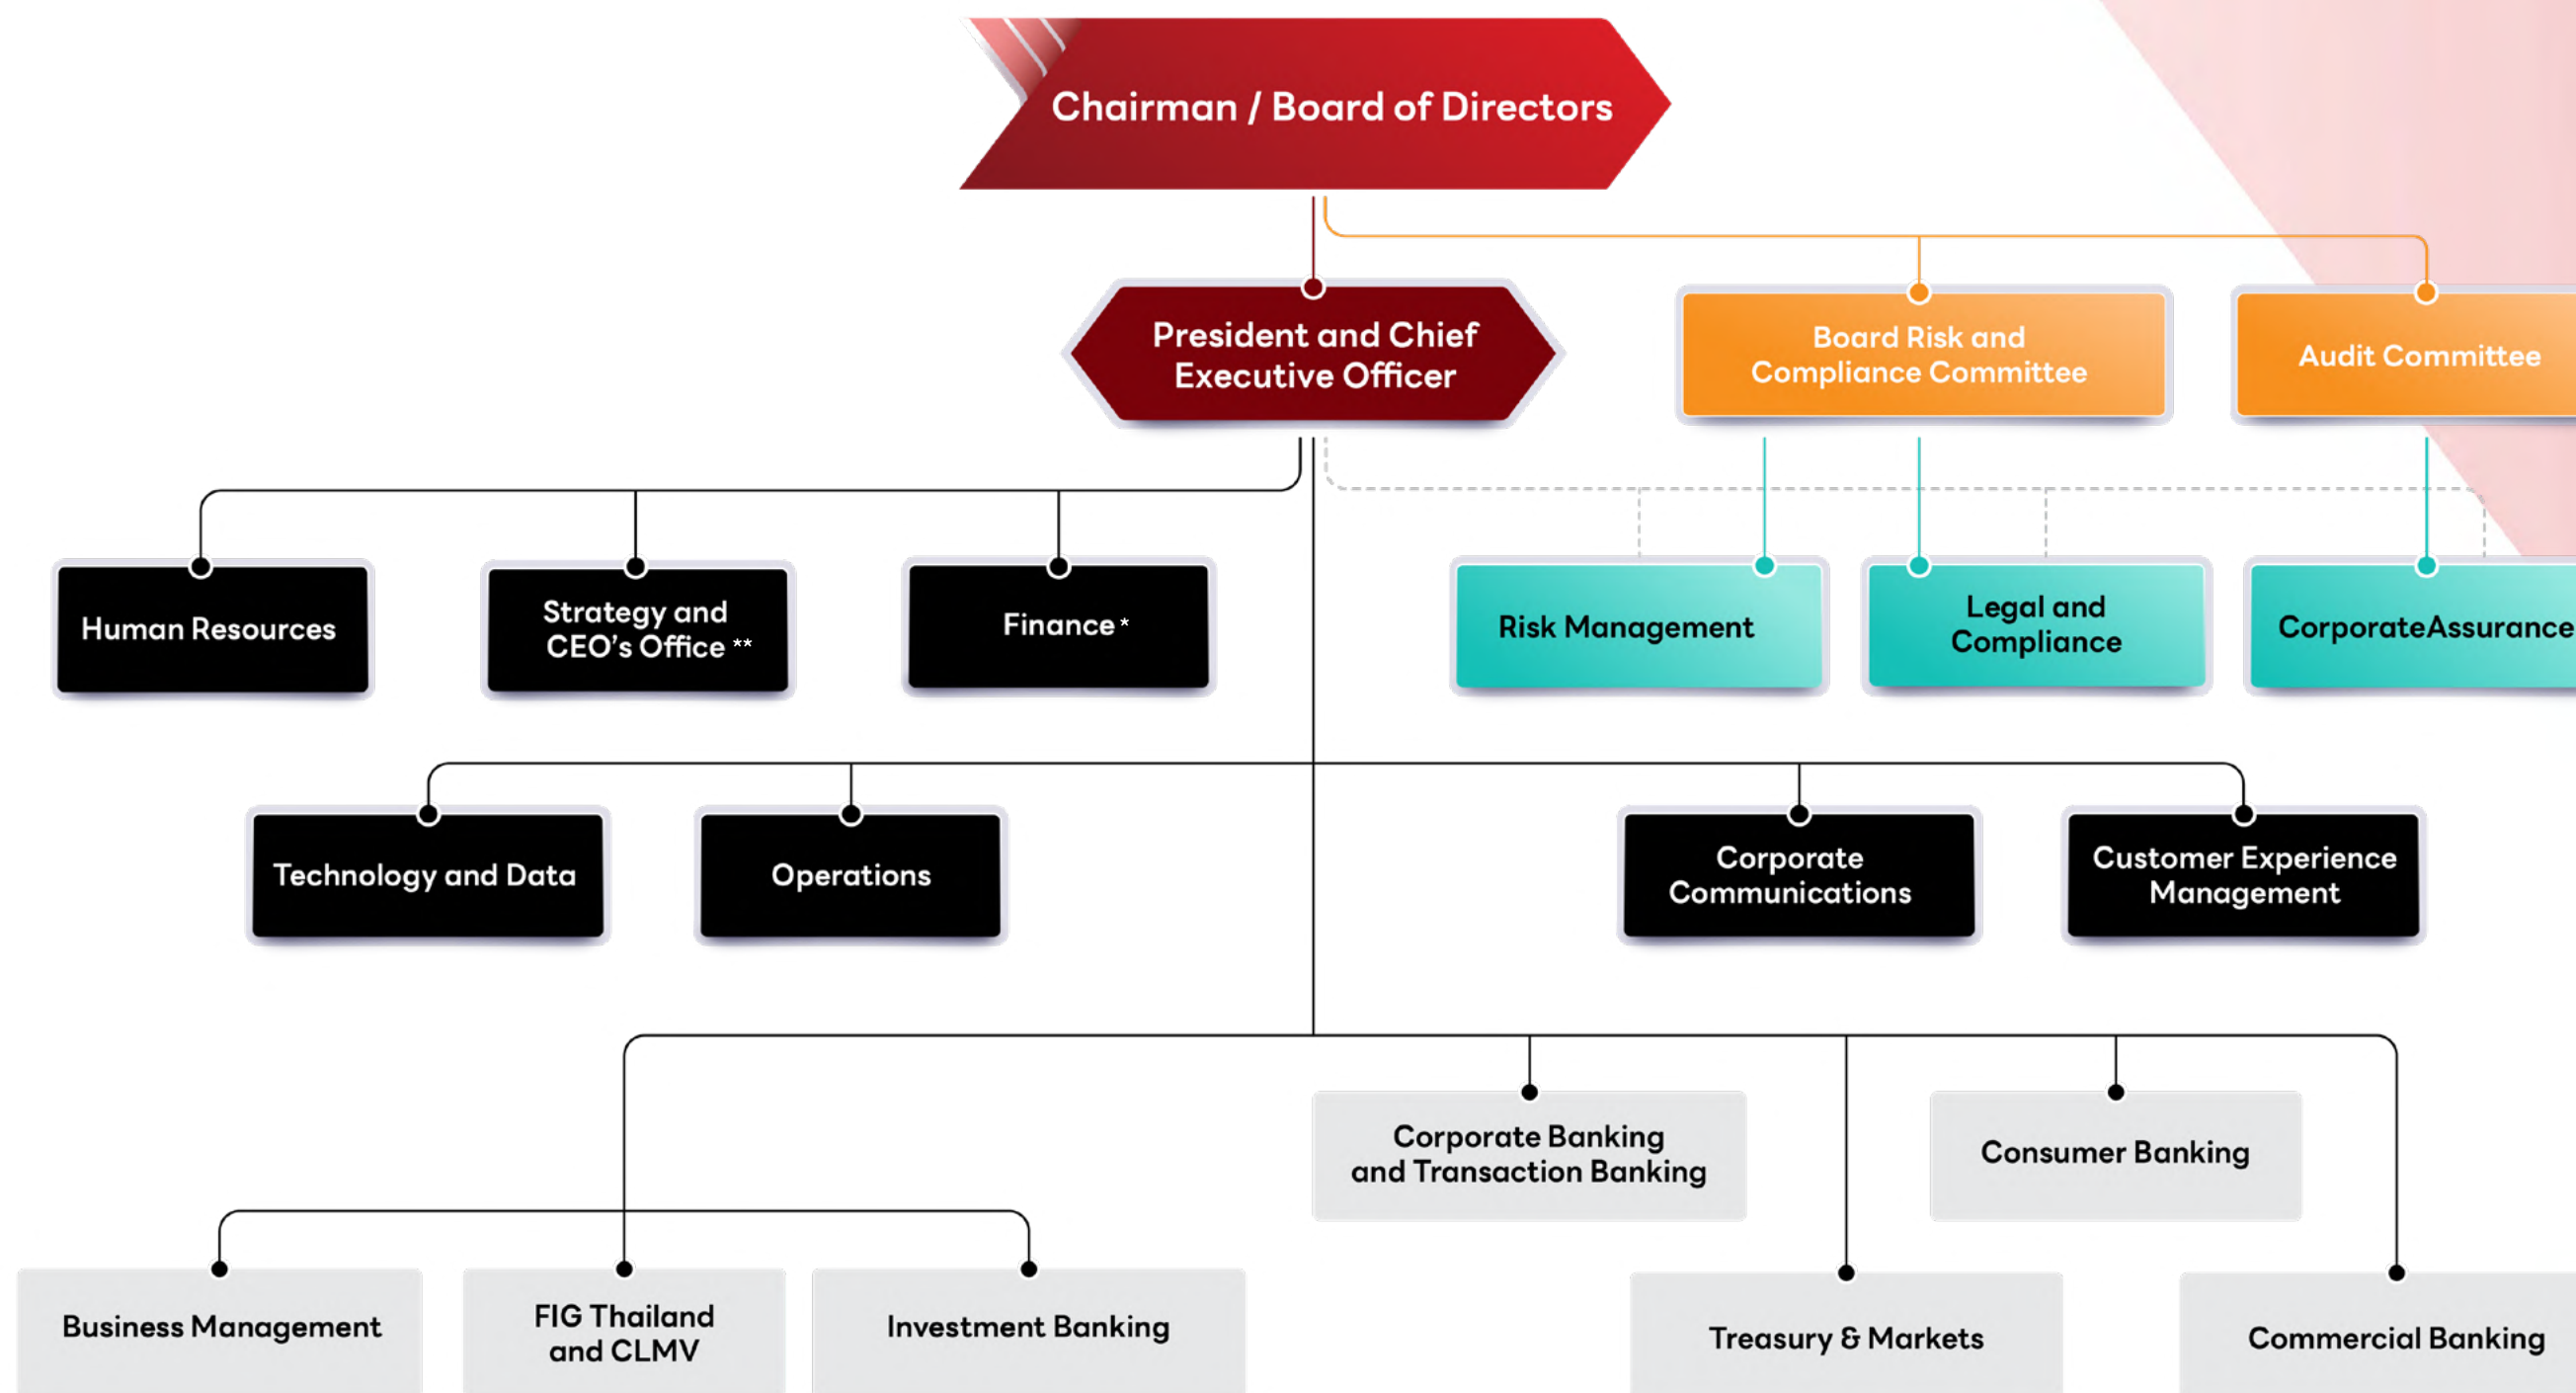 Chairman / Board of Directors
President and Chief
Executive Officer
Board Risk and
Compliance Committee
Audit Committee
Human Resources
Strategy and
CEO's Office **
Finance *
Risk Management
Legal and
Compliance
CorporateAssurance
Technology and Data
Operations
Corporate
Communications
Customer Experience
Management
Corporate Banking
and Transaction Banking
Consumer Banking
Business Management
FIG Thailand
and CLMV
Investment Banking
Treasury & Markets
Commercial Banking